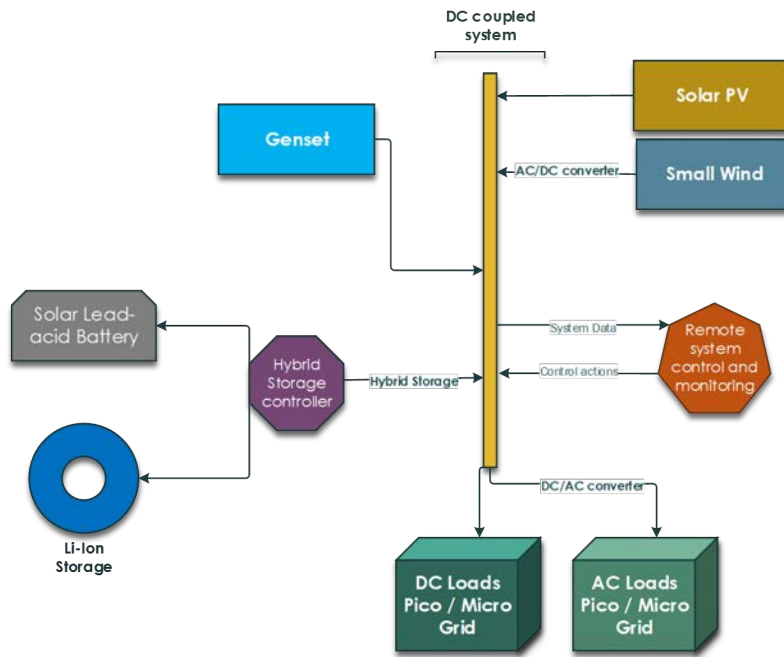 DC coupled
system
Solar PV
Genset
AC/DC converter
Small Wind
Solar Lead-
acid Battery
System Data
Remote
system
control and
monitoring
Hybrid
Storage
controller
Hybrid Storage
Control actions
Li-Ion
Storage
DC/AC converter
DC Loads
Pico / Micro
Grid
AC Loads
Pico / Micro
Grid